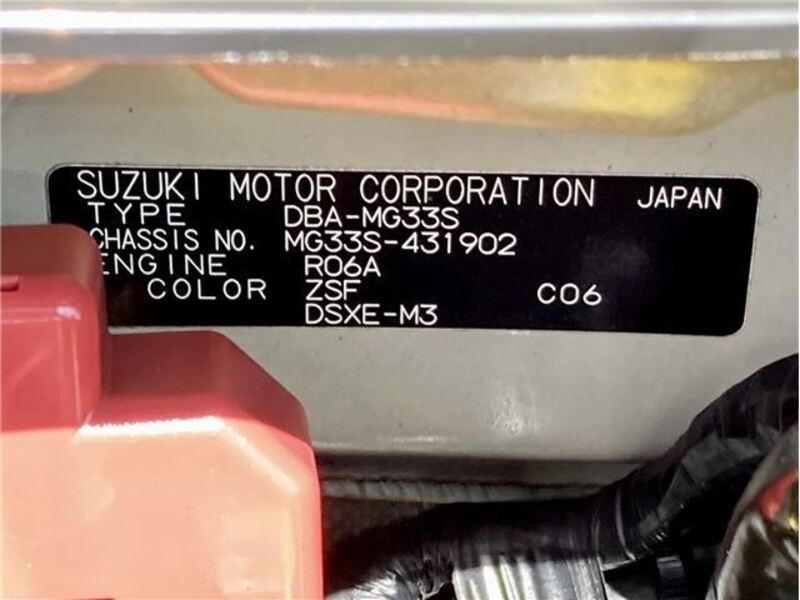 SUZUKI MOTOR CORPORATION JAPAN
TYPE DBA-MG33S
CHASSIS NO. MG33S-431902
ENGINE R06A
COLOR ZSF C06
DSXE-M3